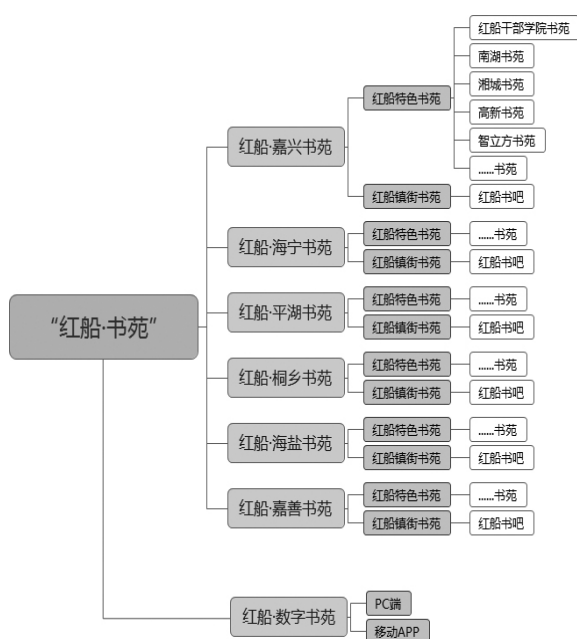 “红船·书苑”
红船·嘉兴书苑
红船特色书苑
红船干部学院书苑
南湖书苑
湘城书苑
高新书苑
智立方书苑
......书苑
红船镇街书苑
红船书吧
红船·海宁书苑
红船特色书苑
......书苑
红船镇街书苑
红船书吧
红船·平湖书苑
红船特色书苑
......书苑
红船镇街书苑
红船书吧
红船·桐乡书苑
红船特色书苑
......书苑
红船镇街书苑
红船书吧
红船·海盐书苑
红船特色书苑
......书苑
红船镇街书苑
红船书吧
红船·嘉善书苑
红船特色书苑
......书苑
红船镇街书苑
红船书吧
红船·数字书苑
PC端
移动APP